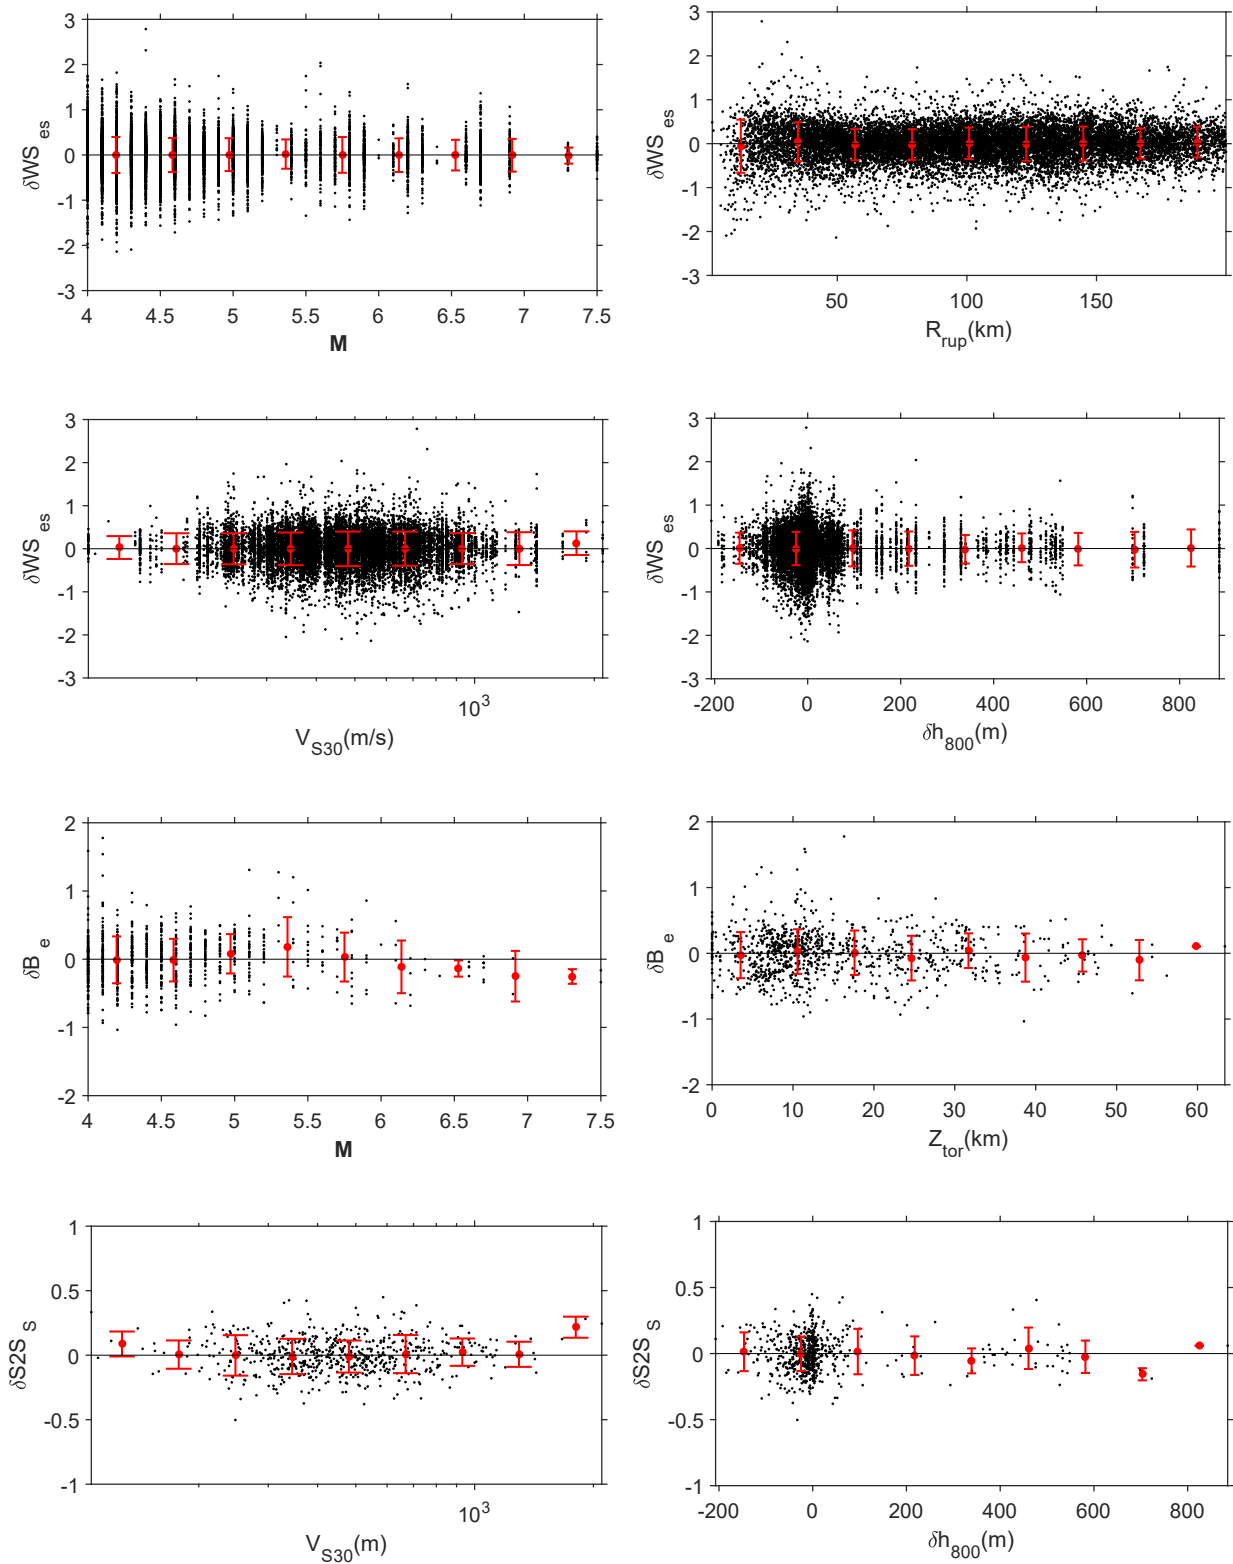 3
2
1
0
-1
-2
-3
δWS es
4 4.5 5 5.5 6 6.5 7 7.5
M
3
2
1
0
-1
-2
-3
δWS es
50 100 150
R rup (km)
3
2
1
0
-1
-2
-3
δWS es
10³
V S30 (m/s)
3
2
1
0
-1
-2
-3
δWS es
-200 0 200 400 600 800
δh 800 (m)
2
1
0
-1
-2
δB e
4 4.5 5 5.5 6 6.5 7 7.5
M
2
1
0
-1
-2
δB e
0 10 20 30 40 50 60
Z tor (km)
1
0.5
0
-0.5
-1
δS2S S
10³
V S30 (m)
1
0.5
0
-0.5
-1
δS2S S
-200 0 200 400 600 800
δh 800 (m)